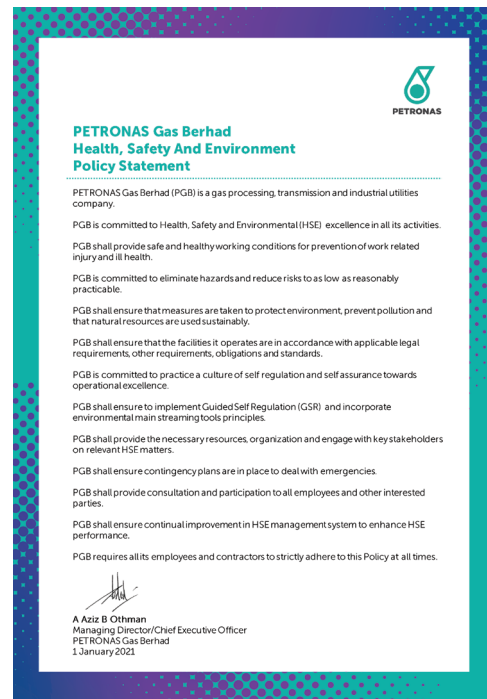 PETRONAS
PETRONAS Gas Berhad
Health, Safety And Environment
Policy Statement
PETRONAS Gas Berhad (PGB) is a gas processing, transmission and industrial utilities
company.
PGB is committed to Health, Safety and Environmental (HSE) excellence in all its activities.
PGB shall provide safe and healthy working conditions for prevention of work related
injury and ill health.
PGB is committed to eliminate hazards and reduce risks to as low as reasonably
practicable.
PGB shall ensure that measures are taken to protect environment, prevent pollution and
that natural resources are used sustainably.
PGB shall ensure that the facilities it operates are in accordance with applicable legal
requirements, other requirements, obligations and standards.
PGB is committed to practice a culture of self regulation and self assurance towards
operational excellence.
PGB shall ensure to implement Guided Self Regulation (GSR) and incorporate
environmental main streaming tools principles.
PGB shall provide the necessary resources, organization and engage with key stakeholders
on relevant HSE matters.
PGB shall ensure contingency plans are in place to deal with emergencies.
PGB shall provide consultation and participation to all employees and other interested
parties.
PGB shall ensure continual improvement in HSE management system to enhance HSE
performance.
PGB requires all its employees and contractors to strictly adhere to this Policy at all times.
A Aziz B Othman
Managing Director/Chief Executive Officer
PETRONAS Gas Berhad
1 January 2021